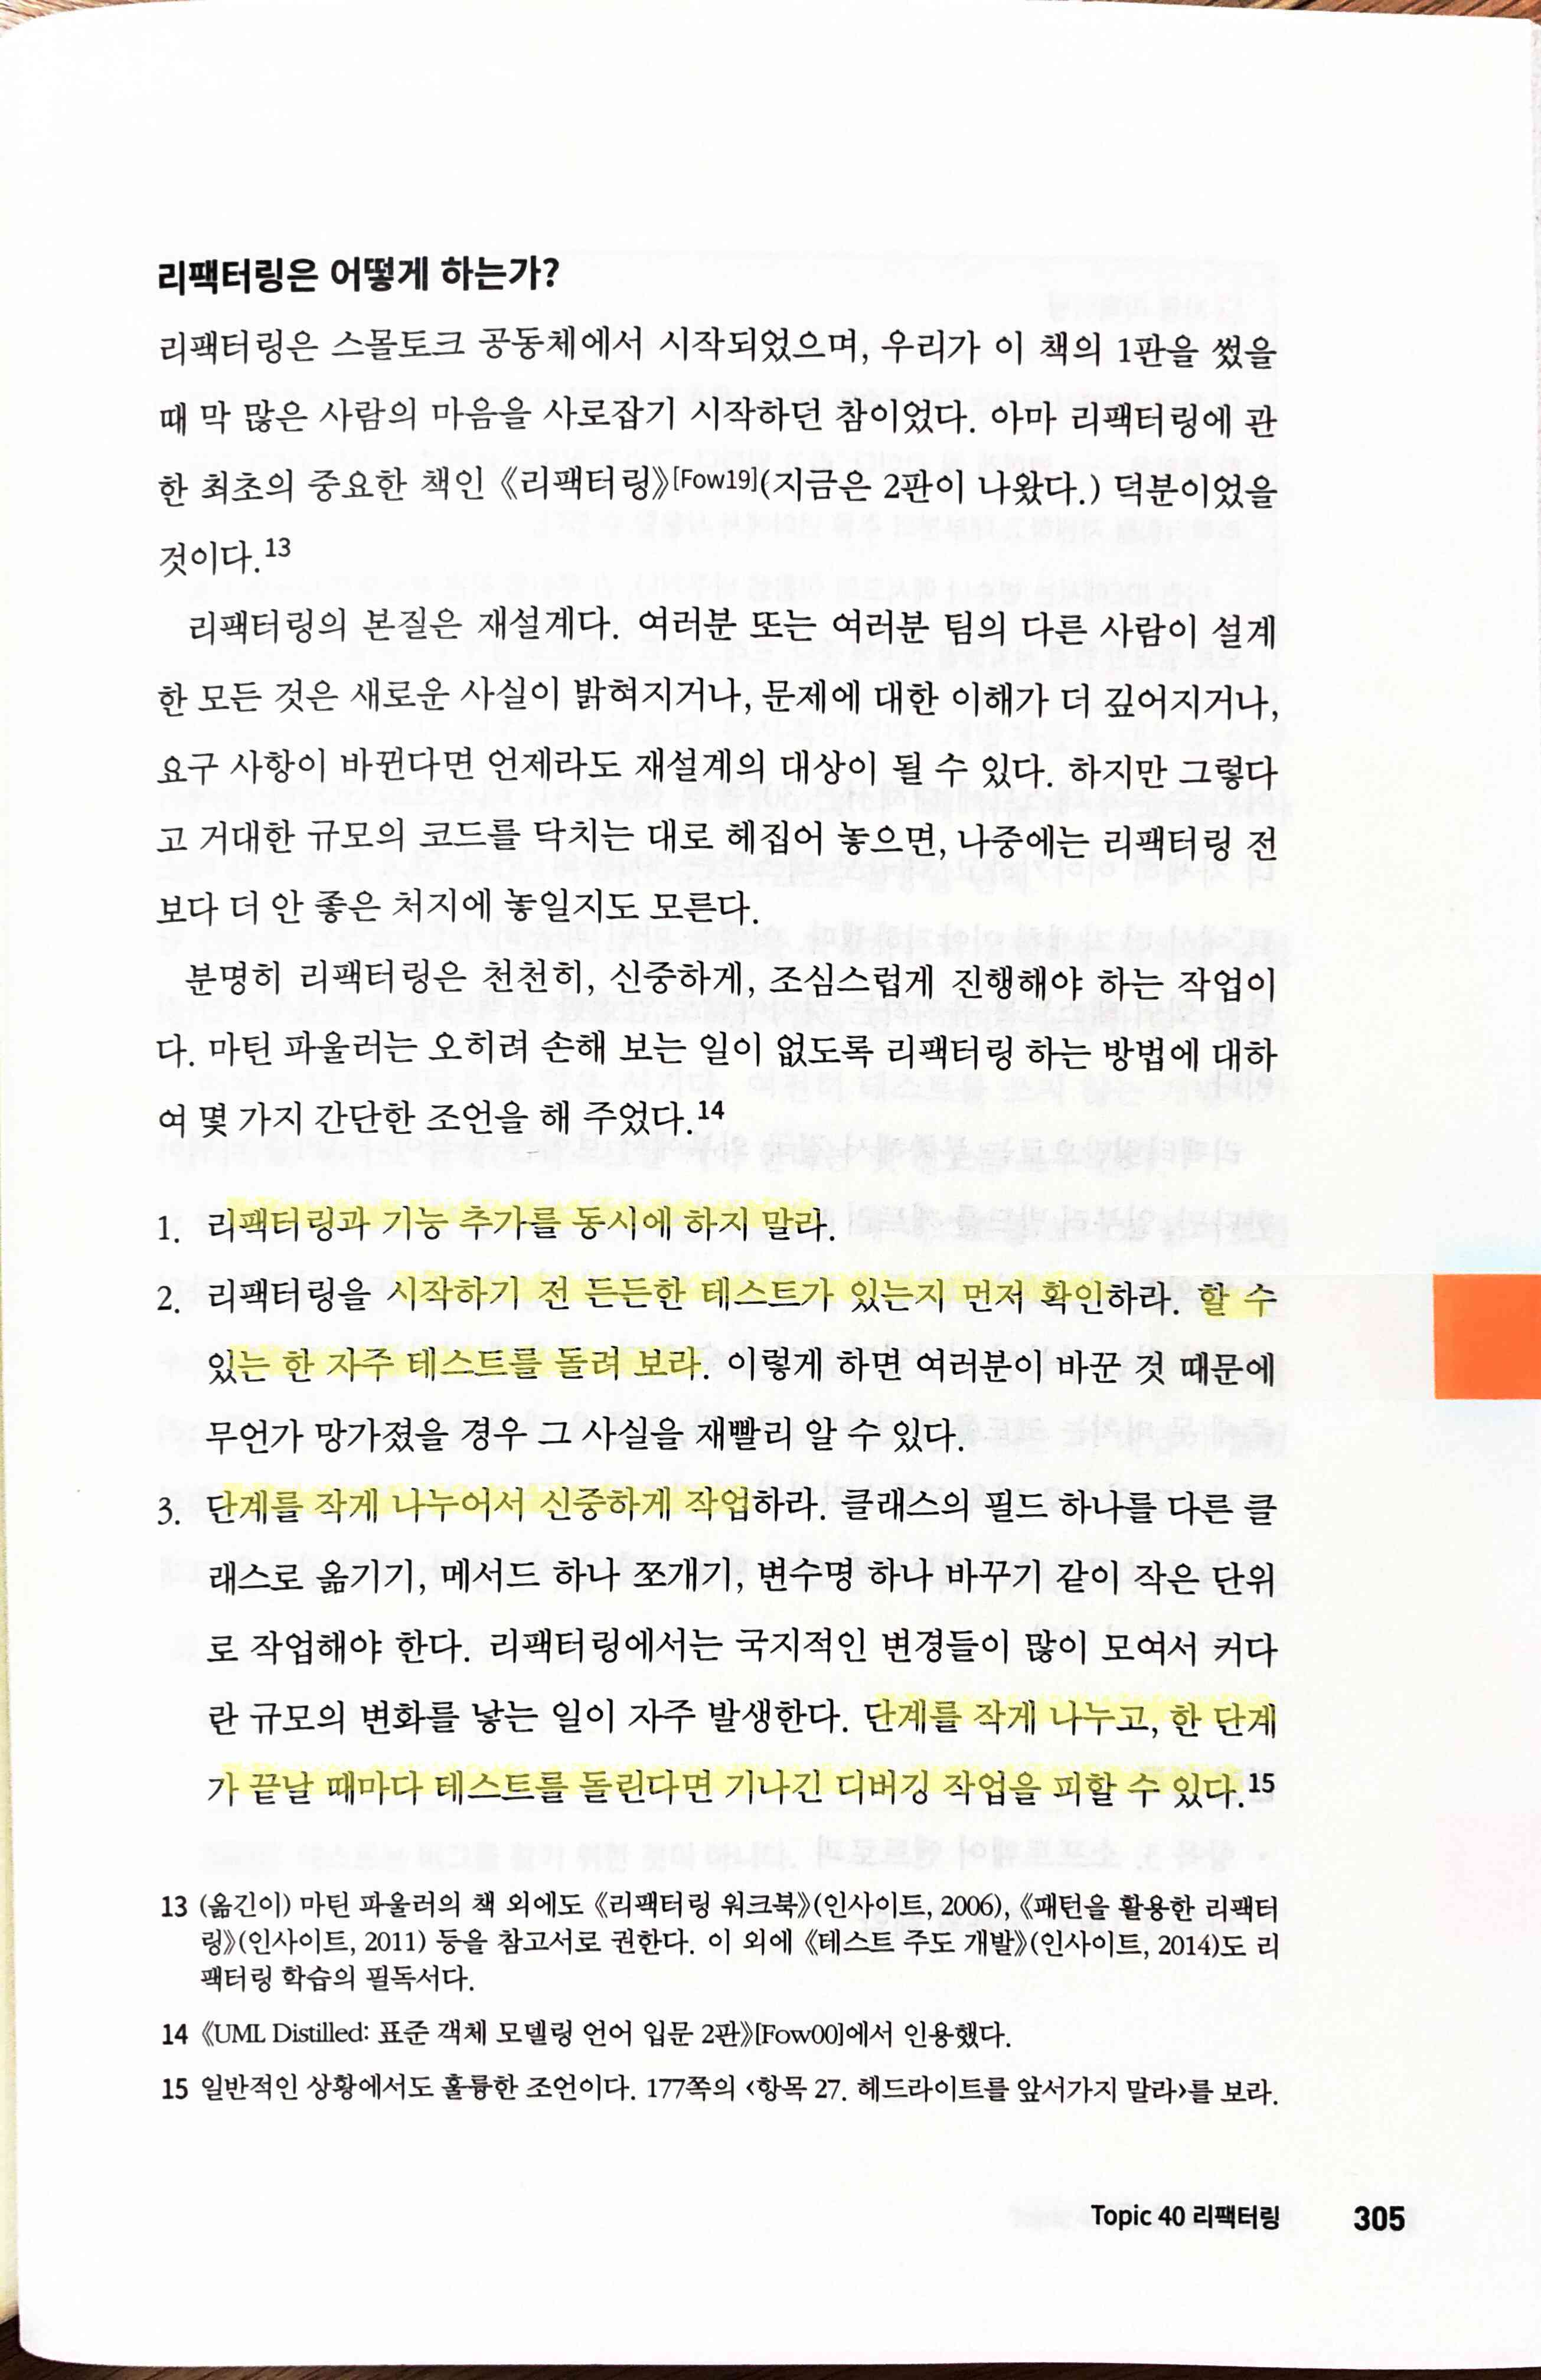 리팩터링은 어떻게 하는가?
리팩터링은 스몰토크 공동체에서 시작되었으며, 우리가 이 책의 1판을 썼을
때 막 많은 사람의 마음을 사로잡기 시작하던 참이었다. 아마 리팩터링에 관
한 최초의 중요한 책인 《리팩터링》[Fow19](지금은 2판이 나왔다.) 덕분이었을
것이다.13
리팩터링의 본질은 재설계다. 여러분 또는 여러분 팀의 다른 사람이 설계
한 모든 것은 새로운 사실이 밝혀지거나, 문제에 대한 이해가 더 깊어지거나,
요구 사항이 바뀐다면 언제라도 재설계의 대상이 될 수 있다. 하지만 그렇다
고 거대한 규모의 코드를 닥치는 대로 헤집어 놓으면, 나중에는 리팩터링 전
보다 더 안 좋은 처지에 놓일지도 모른다.
분명히 리팩터링은 천천히, 신중하게, 조심스럽게 진행해야 하는 작업이
다. 마틴 파울러는 오히려 손해 보는 일이 없도록 리팩터링 하는 방법에 대하
여 몇 가지 간단한 조언을 해 주었다.14
1. 리팩터링과 기능 추가를 동시에 하지 말라.
2. 리팩터링을 시작하기 전 든든한 테스트가 있는지 먼저 확인하라. 할 수
있는 한 자주 테스트를 돌려 보라. 이렇게 하면 여러분이 바꾼 것 때문에
무언가 망가졌을 경우 그 사실을 재빨리 알 수 있다.
3. 단계를 작게 나누어서 신중하게 작업하라. 클래스의 필드 하나를 다른 클
래스로 옮기기, 메서드 하나 쪼개기, 변수명 하나 바꾸기 같이 작은 단위
로 작업해야 한다. 리팩터링에서는 국지적인 변경들이 많이 모여서 커다
란 규모의 변화를 낳는 일이 자주 발생한다. 단계를 작게 나누고, 한 단계
가 끝날 때마다 테스트를 돌린다면 기나긴 디버깅 작업을 피할 수 있다.15
13 (옮긴이) 마틴 파울러의 책 외에도 《리팩터링 워크북》(인사이트, 2006), 《패턴을 활용한 리팩터
링》(인사이트, 2011) 등을 참고서로 권한다. 이 외에 《테스트 주도 개발》(인사이트, 2014)도 리
팩터링 학습의 필독서다.
14 《UML Distilled: 표준 객체 모델링 언어 입문 2판》[Fow00]에서 인용했다.
15 일반적인 상황에서도 훌륭한 조언이다. 177쪽의 <항목 27. 헤드라이트를 앞서가지 말라>를 보라.
Topic 40 리팩터링 305